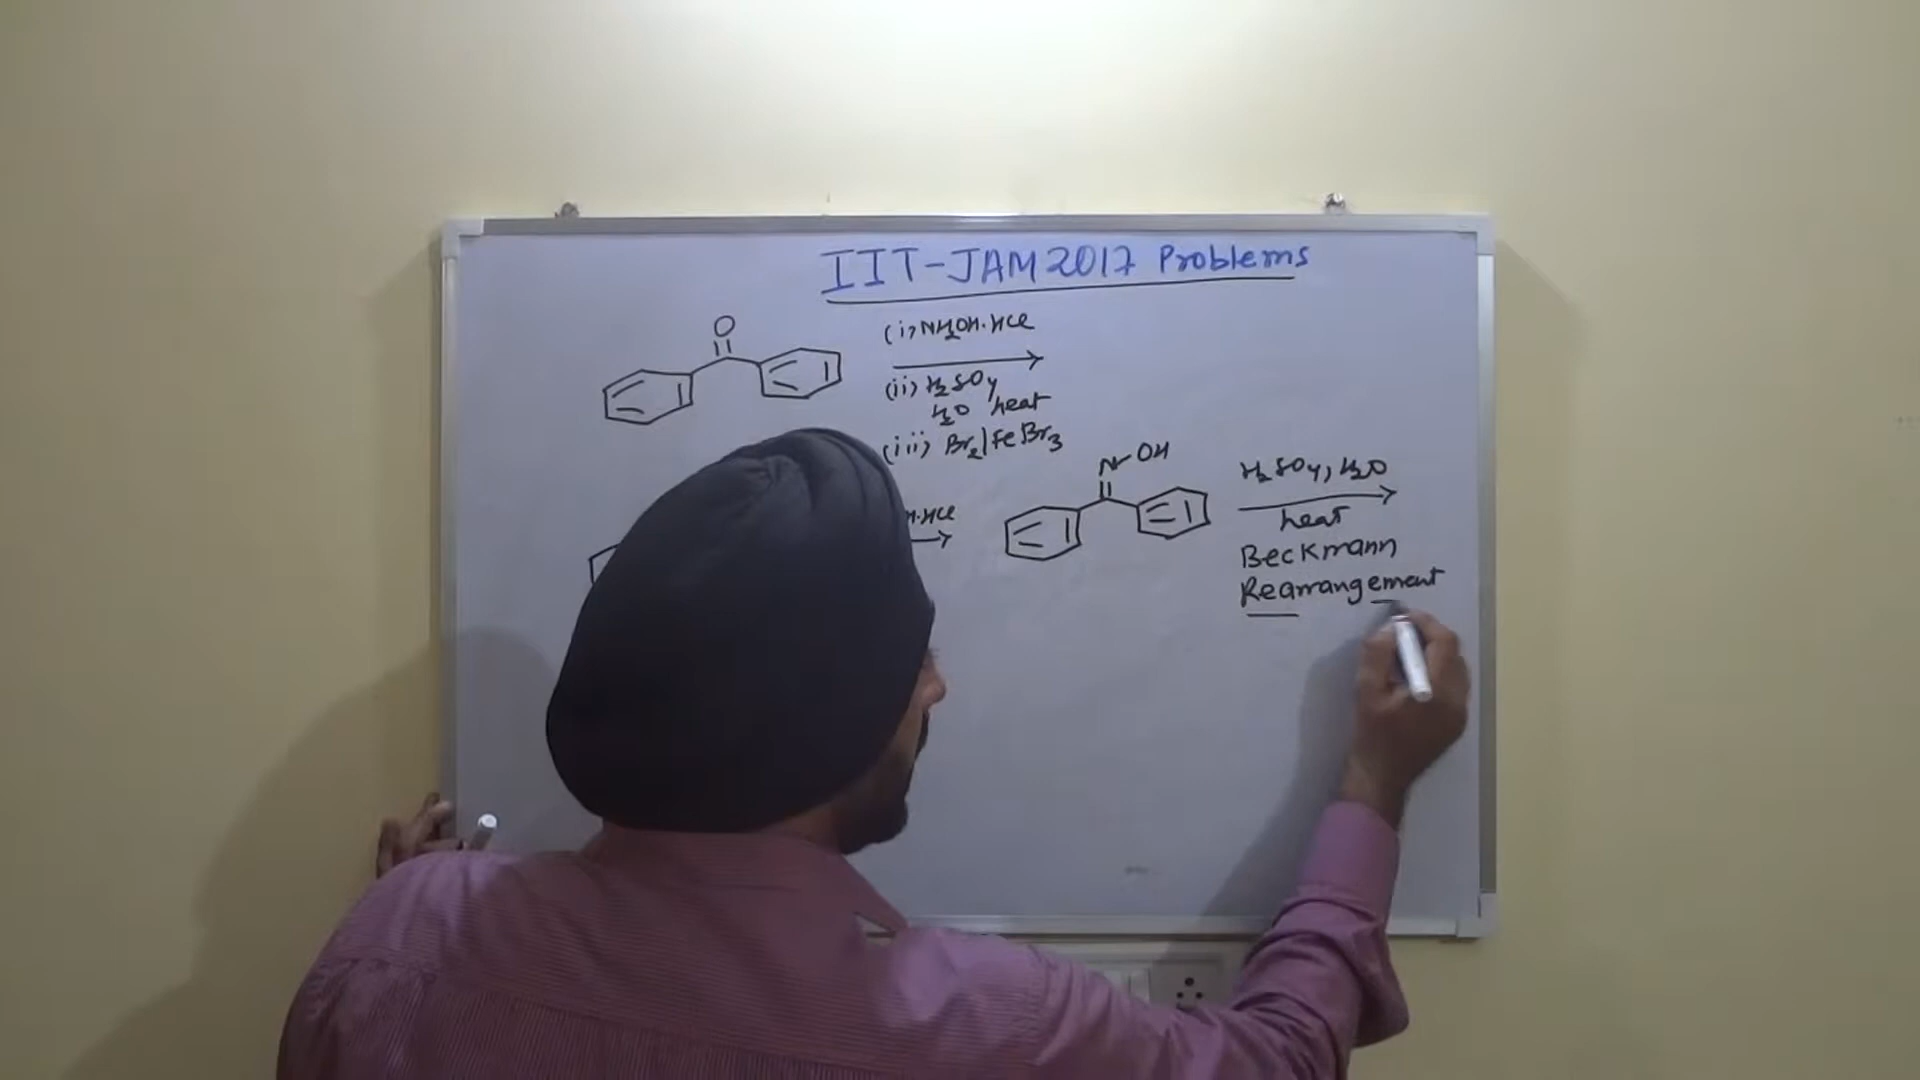 IIT-JAM 2017 Problems
O
(i) NH2OH.HCl
(ii) H2SO4
H2O heat
(iii) Br2/FeBr3
N OH
H.HCl
H2SO4, H2O
heat
Beckmann
Rearrangement